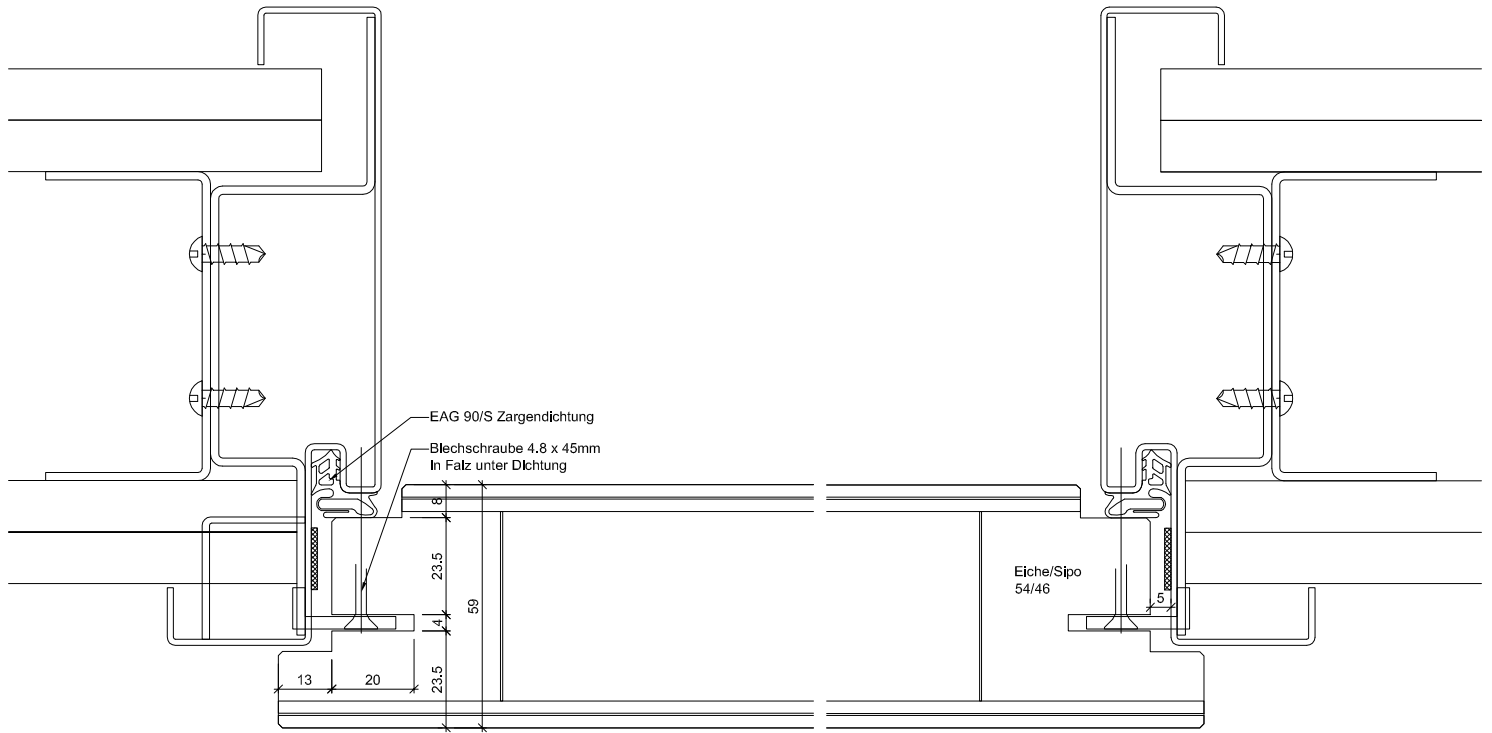 EAG 90/S Zargendichtung
Blechschraube 4.8 x 45mm
In Falz unter Dichtung
8
23.5
59
4
23.5
13
20
Eiche/Sipo
54/46
5